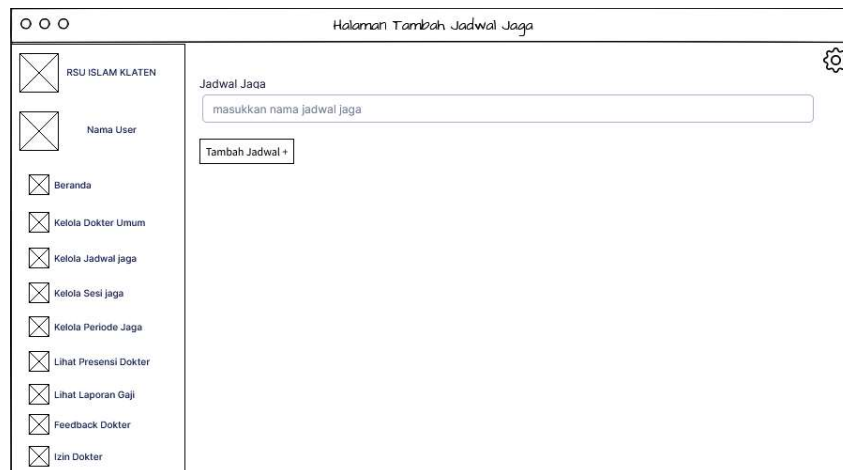 Halaman Tambah Jadwal Jaga
RSU ISLAM KLATEN
Nama User
Beranda
Kelola Dokter Umum
Kelola Jadwal jaga
Kelola Sesi jaga
Kelola Periode Jaga
Lihat Presensi Dokter
Lihat Laporan Gaji
Feedback Dokter
Izin Dokter
Jadwal Jaga
masukkan nama jadwal jaga
Tambah Jadwal +